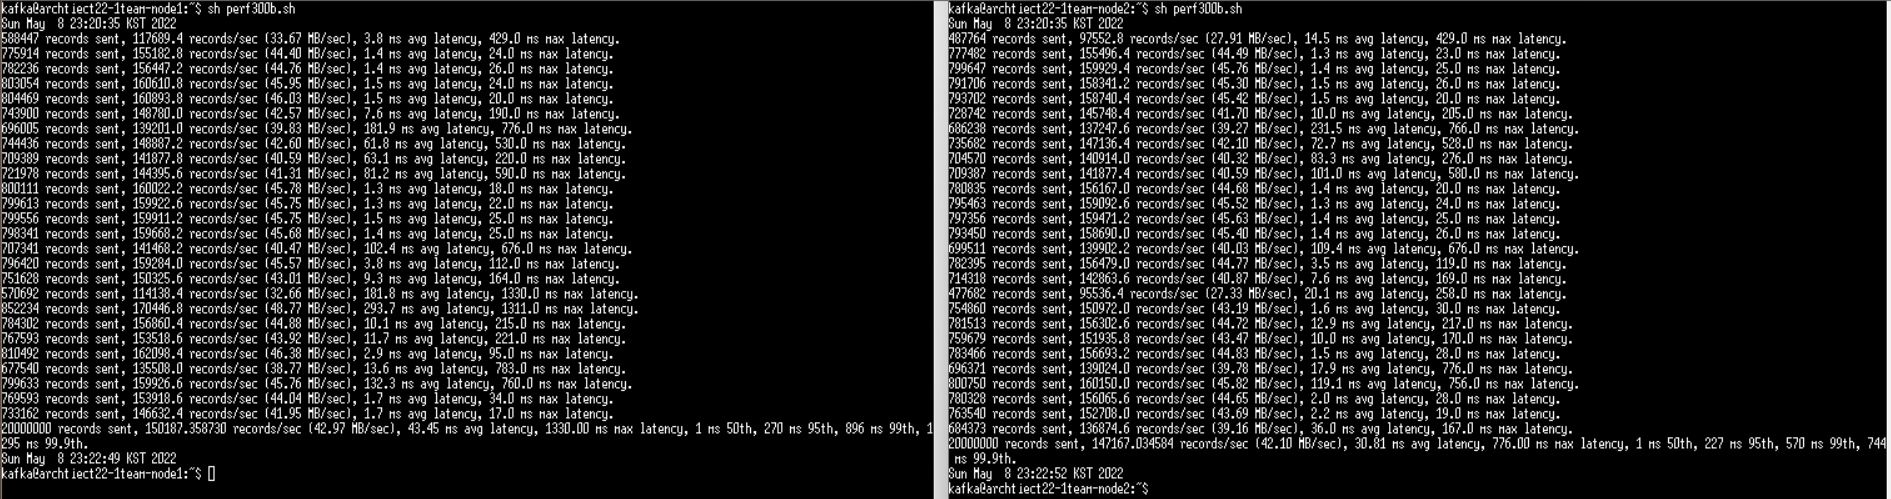 kafka@archtiect22-1team-node1:~$ sh perf300b.sh
Sun May  8 23:20:35 KST 2022
588447 records sent, 117689.4 records/sec (33.67 MB/sec), 3.8 ms avg latency, 429.0 ms max latency.
775914 records sent, 155182.8 records/sec (44.40 MB/sec), 1.4 ms avg latency, 24.0 ms max latency.
782236 records sent, 156447.2 records/sec (44.76 MB/sec), 1.4 ms avg latency, 26.0 ms max latency.
803054 records sent, 160610.8 records/sec (45.95 MB/sec), 1.5 ms avg latency, 24.0 ms max latency.
804469 records sent, 160893.8 records/sec (46.03 MB/sec), 1.5 ms avg latency, 20.0 ms max latency.
743900 records sent, 148780.0 records/sec (42.57 MB/sec), 7.6 ms avg latency, 190.0 ms max latency.
696005 records sent, 139201.0 records/sec (39.83 MB/sec), 181.9 ms avg latency, 776.0 ms max latency.
744436 records sent, 148887.2 records/sec (42.60 MB/sec), 61.8 ms avg latency, 530.0 ms max latency.
709389 records sent, 141877.8 records/sec (40.59 MB/sec), 63.1 ms avg latency, 220.0 ms max latency.
721978 records sent, 144395.6 records/sec (41.31 MB/sec), 81.2 ms avg latency, 590.0 ms max latency.
800111 records sent, 160022.2 records/sec (45.78 MB/sec), 1.3 ms avg latency, 18.0 ms max latency.
799613 records sent, 159922.6 records/sec (45.75 MB/sec), 1.3 ms avg latency, 22.0 ms max latency.
799556 records sent, 159911.2 records/sec (45.75 MB/sec), 1.5 ms avg latency, 25.0 ms max latency.
798341 records sent, 159668.2 records/sec (45.68 MB/sec), 1.4 ms avg latency, 25.0 ms max latency.
707341 records sent, 141468.2 records/sec (40.47 MB/sec), 102.4 ms avg latency, 676.0 ms max latency.
796420 records sent, 159284.0 records/sec (45.57 MB/sec), 3.8 ms avg latency, 112.0 ms max latency.
751628 records sent, 150325.6 records/sec (43.01 MB/sec), 9.3 ms avg latency, 164.0 ms max latency.
570692 records sent, 114138.4 records/sec (32.66 MB/sec), 181.8 ms avg latency, 1330.0 ms max latency.
852234 records sent, 170446.8 records/sec (48.77 MB/sec), 293.7 ms avg latency, 1311.0 ms max latency.
784302 records sent, 156860.4 records/sec (44.88 MB/sec), 10.1 ms avg latency, 215.0 ms max latency.
767593 records sent, 153518.6 records/sec (43.92 MB/sec), 11.7 ms avg latency, 221.0 ms max latency.
810492 records sent, 162098.4 records/sec (46.38 MB/sec), 2.9 ms avg latency, 95.0 ms max latency.
677540 records sent, 135508.0 records/sec (38.77 MB/sec), 13.6 ms avg latency, 783.0 ms max latency.
799633 records sent, 159926.6 records/sec (45.76 MB/sec), 132.3 ms avg latency, 760.0 ms max latency.
769593 records sent, 153918.6 records/sec (44.04 MB/sec), 1.7 ms avg latency, 34.0 ms max latency.
733162 records sent, 146632.4 records/sec (41.95 MB/sec), 1.7 ms avg latency, 17.0 ms max latency.
20000000 records sent, 150187.358730 records/sec (42.97 MB/sec), 43.45 ms avg latency, 1330.00 ms max latency, 1 ms 50th, 270 ms 95th, 896 ms 99th, 1
295 ms 99.9th.
Sun May  8 23:22:49 KST 2022
kafka@archtiect22-1team-node1:~$
kafka@archtiect22-1team-node2:~$ sh perf300b.sh
Sun May  8 23:20:35 KST 2022
487764 records sent, 97552.8 records/sec (27.91 MB/sec), 14.5 ms avg latency, 429.0 ms max latency.
777482 records sent, 155496.4 records/sec (44.49 MB/sec), 1.3 ms avg latency, 23.0 ms max latency.
799647 records sent, 159929.4 records/sec (45.76 MB/sec), 1.4 ms avg latency, 25.0 ms max latency.
791706 records sent, 158341.2 records/sec (45.30 MB/sec), 1.5 ms avg latency, 26.0 ms max latency.
793702 records sent, 158740.4 records/sec (45.42 MB/sec), 1.5 ms avg latency, 20.0 ms max latency.
728742 records sent, 145748.4 records/sec (41.70 MB/sec), 10.0 ms avg latency, 205.0 ms max latency.
686238 records sent, 137247.6 records/sec (39.27 MB/sec), 231.5 ms avg latency, 766.0 ms max latency.
735682 records sent, 147136.4 records/sec (42.10 MB/sec), 72.7 ms avg latency, 528.0 ms max latency.
704570 records sent, 140914.0 records/sec (40.32 MB/sec), 83.3 ms avg latency, 276.0 ms max latency.
709387 records sent, 141877.4 records/sec (40.59 MB/sec), 101.0 ms avg latency, 580.0 ms max latency.
780835 records sent, 156167.0 records/sec (44.68 MB/sec), 1.4 ms avg latency, 20.0 ms max latency.
795463 records sent, 159092.6 records/sec (45.52 MB/sec), 1.3 ms avg latency, 24.0 ms max latency.
797356 records sent, 159471.2 records/sec (45.63 MB/sec), 1.4 ms avg latency, 25.0 ms max latency.
793450 records sent, 158690.0 records/sec (45.40 MB/sec), 1.4 ms avg latency, 26.0 ms max latency.
699511 records sent, 139902.2 records/sec (40.03 MB/sec), 109.4 ms avg latency, 676.0 ms max latency.
782395 records sent, 156479.0 records/sec (44.77 MB/sec), 3.5 ms avg latency, 119.0 ms max latency.
714318 records sent, 142863.6 records/sec (40.87 MB/sec), 7.6 ms avg latency, 169.0 ms max latency.
477682 records sent, 95536.4 records/sec (27.33 MB/sec), 20.1 ms avg latency, 258.0 ms max latency.
754860 records sent, 150972.0 records/sec (43.19 MB/sec), 1.6 ms avg latency, 30.0 ms max latency.
781513 records sent, 156302.6 records/sec (44.72 MB/sec), 12.9 ms avg latency, 217.0 ms max latency.
759679 records sent, 151935.8 records/sec (43.47 MB/sec), 10.0 ms avg latency, 170.0 ms max latency.
783466 records sent, 156693.2 records/sec (44.83 MB/sec), 1.5 ms avg latency, 28.0 ms max latency.
696371 records sent, 139024.0 records/sec (39.78 MB/sec), 17.9 ms avg latency, 776.0 ms max latency.
800750 records sent, 160150.0 records/sec (45.82 MB/sec), 119.1 ms avg latency, 756.0 ms max latency.
780328 records sent, 156065.6 records/sec (44.65 MB/sec), 2.0 ms avg latency, 28.0 ms max latency.
763540 records sent, 152708.0 records/sec (43.69 MB/sec), 2.2 ms avg latency, 19.0 ms max latency.
684373 records sent, 136874.6 records/sec (39.16 MB/sec), 36.0 ms avg latency, 167.0 ms max latency.
20000000 records sent, 147167.034584 records/sec (42.10 MB/sec), 30.81 ms avg latency, 776.00 ms max latency, 1 ms 50th, 227 ms 95th, 570 ms 99th, 744
ms 99.9th.
Sun May  8 23:22:52 KST 2022
kafka@archtiect22-1team-node2:~$